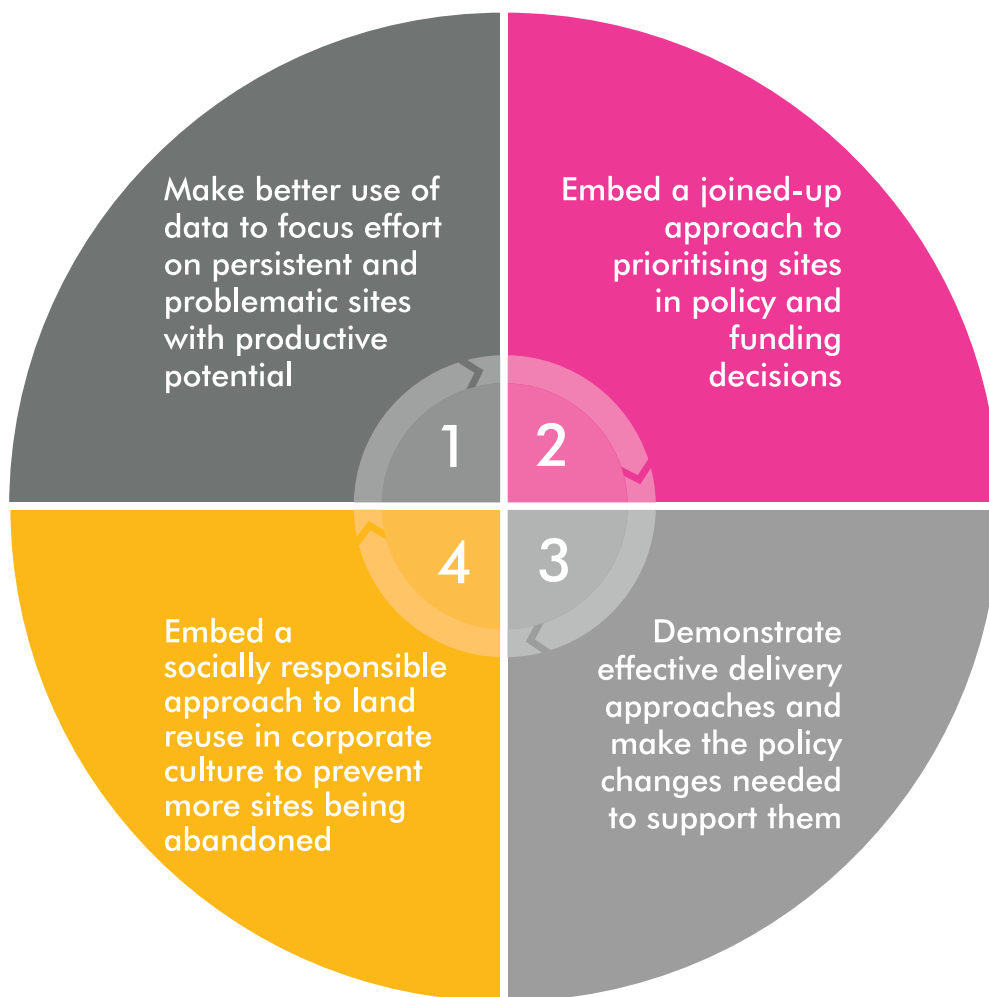 Make better use of
data to focus effort
on persistent and
problematic sites
with productive
potential
1
Embed a joined-up
approach to
prioritising sites
in policy and
funding
decisions
2
3
Demonstrate
effective delivery
approaches and
make the policy
changes needed
to support them
4
Embed a
socially responsible
approach to land
reuse in corporate
culture to prevent
more sites being
abandoned